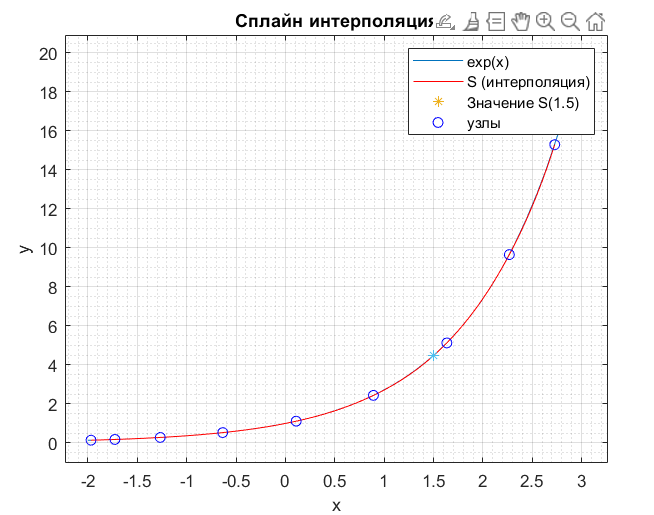 Сплайн интерполяция
exp(x)
S (интерполяция)
Значение S(1.5)
узлы
20
18
16
14
12
10
8
6
4
2
0
y
-2 -1.5 -1 -0.5 0 0.5 1 1.5 2 2.5 3
x